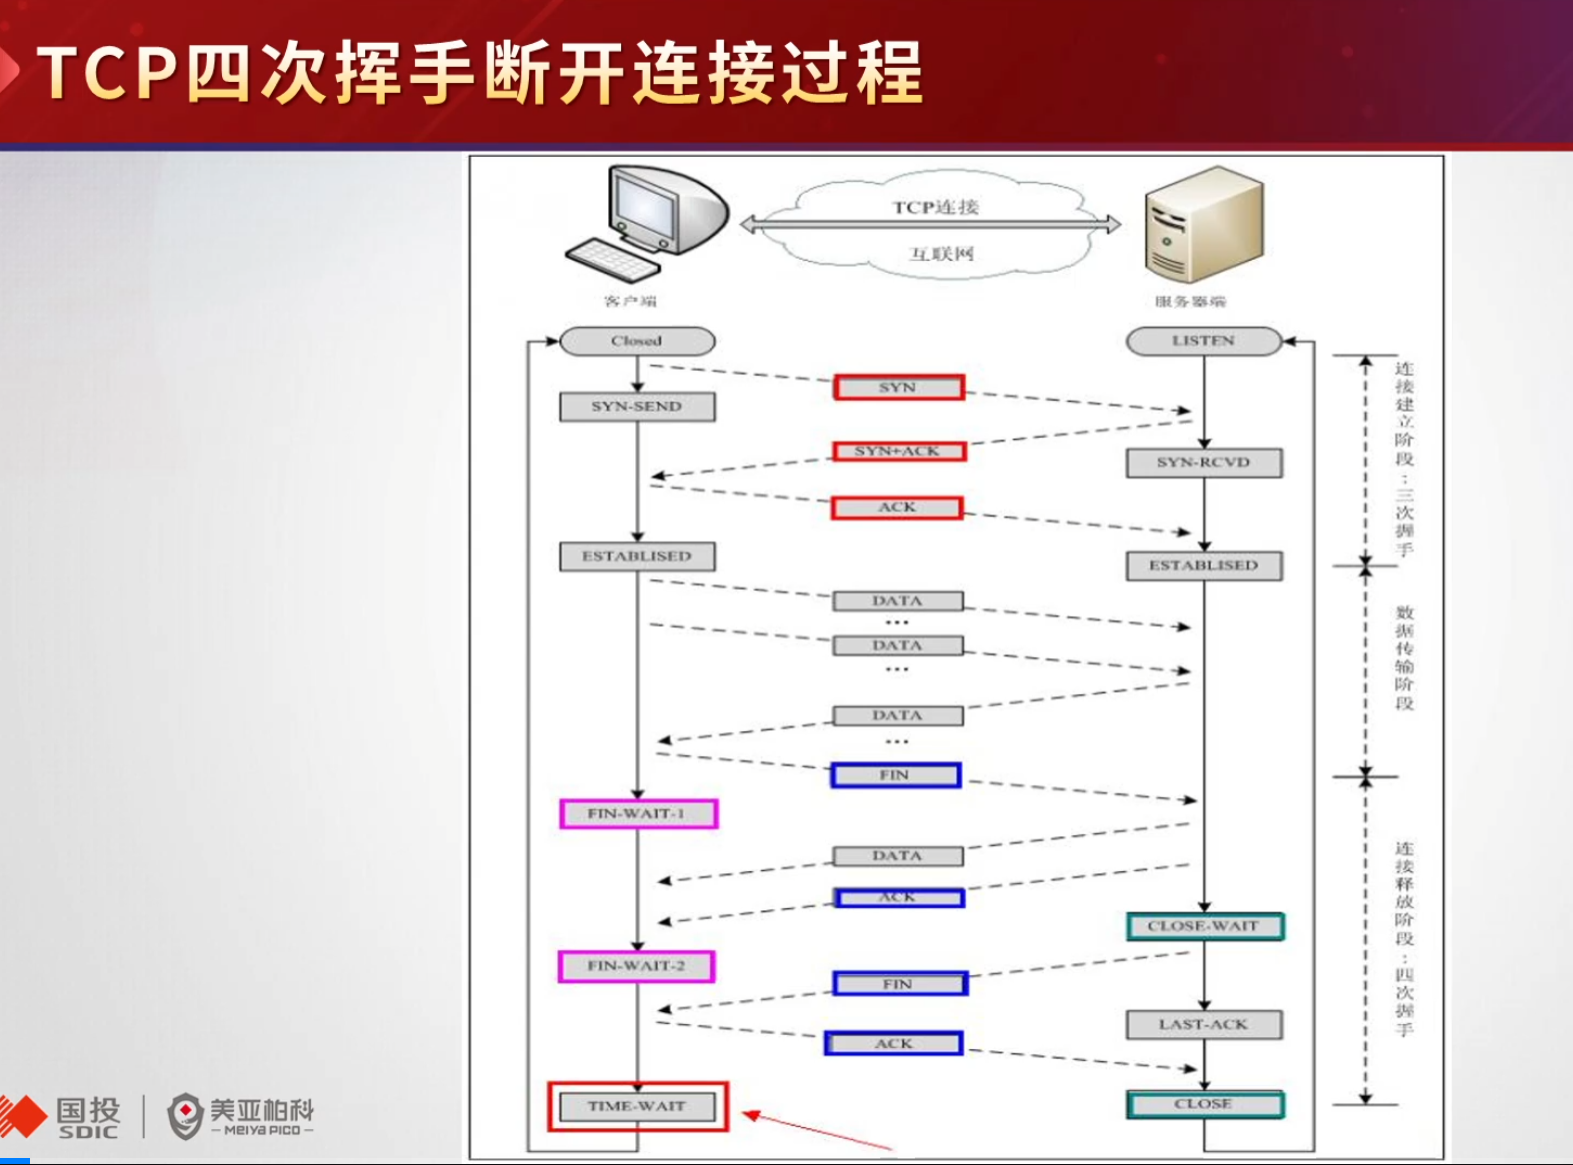 TCP四次挥手断开连接过程
TCP连接
互联网
客户端
服务器端
Closed
LISTEN
SYN
SYN-SEND
SYN+ACK
SYN-RCVD
ACK
ESTABLISED
ESTABLISED
DATA
...
DATA
...
DATA
...
FIN
FIN-WAIT-1
DATA
ACK
CLOSE-WAIT
FIN-WAIT-2
FIN
LAST-ACK
ACK
TIME-WAIT
CLOSE
连接建立阶段：三次握手
数据传输阶段
连接释放阶段：四次握手
国投
SDIC
美亚柏科
MEIYA PICO